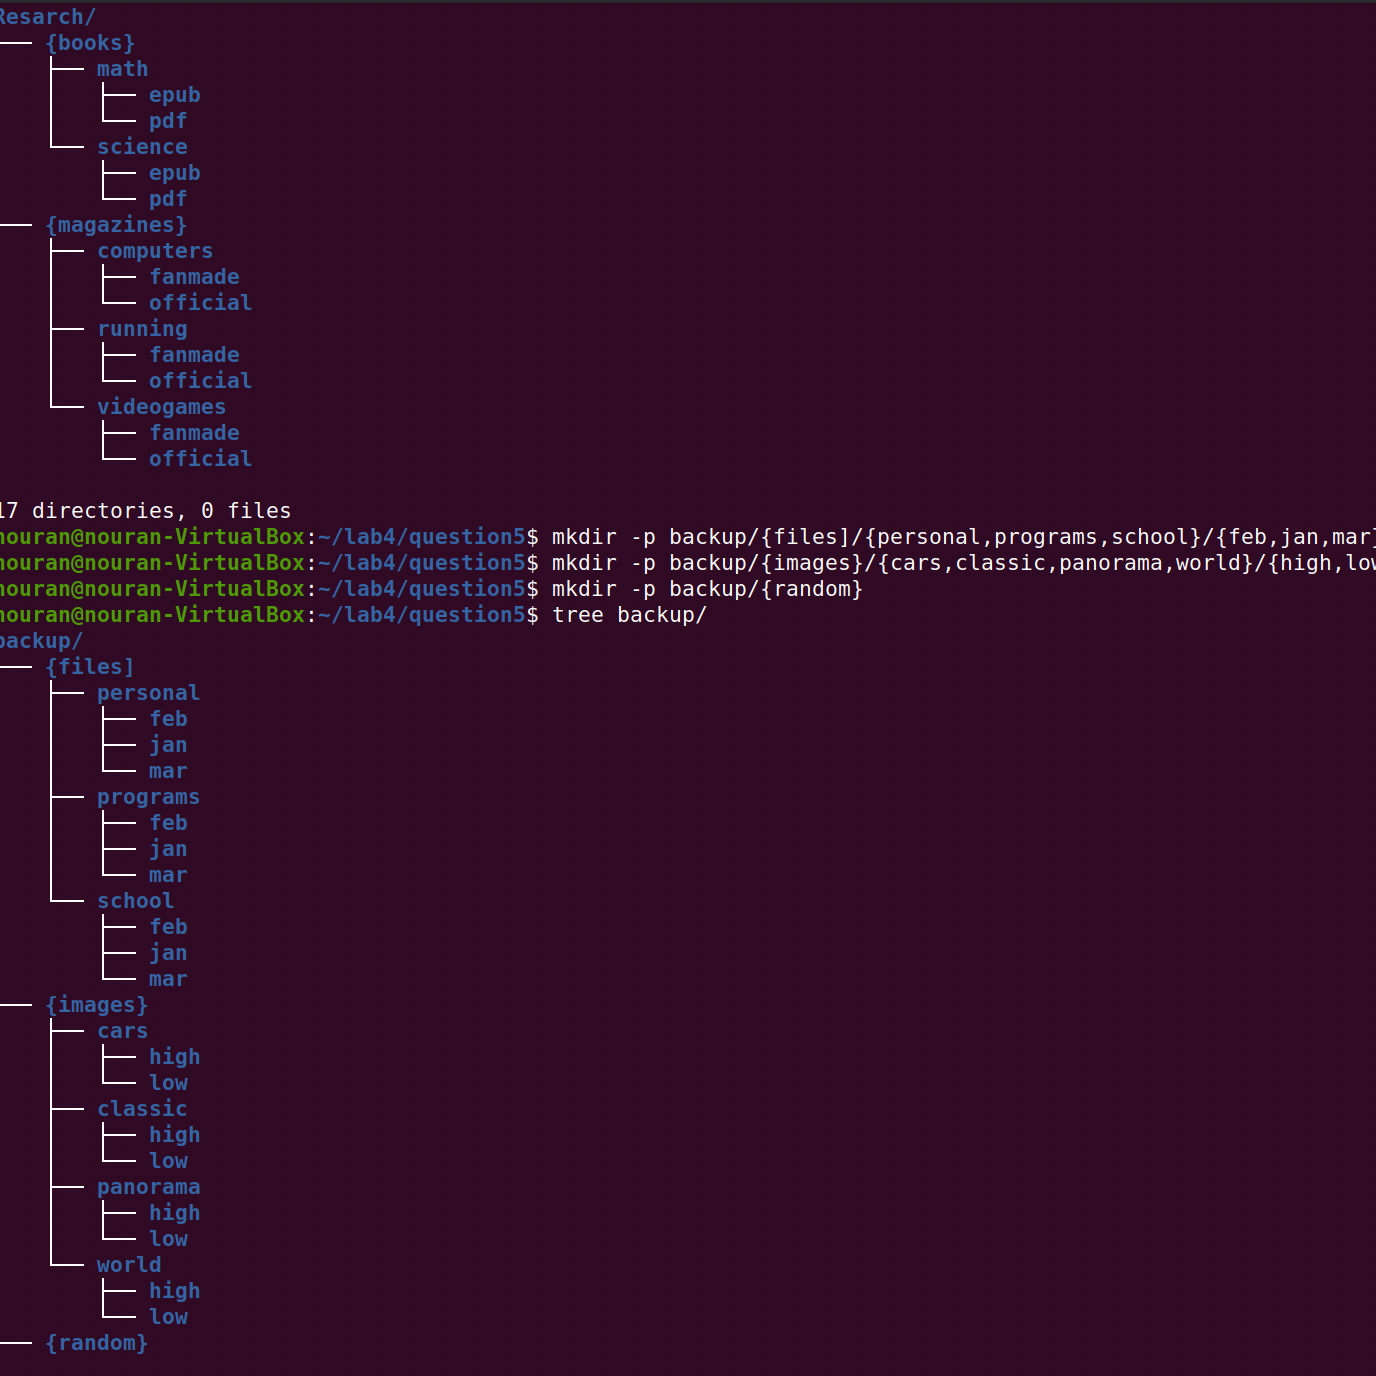 Resarch/
── {books}
   ├── math
   │   ├── epub
   │   └── pdf
   └── science
       ├── epub
       └── pdf
── {magazines}
   ├── computers
   │   ├── fanmade
   │   └── official
   ├── running
   │   ├── fanmade
   │   └── official
   └── videogames
       ├── fanmade
       └── official
17 directories, 0 files
nouran@nouran-VirtualBox:~/lab4/question5$ mkdir -p backup/{files]/{personal,programs,school}/{feb,jan,mar}
nouran@nouran-VirtualBox:~/lab4/question5$ mkdir -p backup/{images}/{cars,classic,panorama,world}/{high,low
nouran@nouran-VirtualBox:~/lab4/question5$ mkdir -p backup/{random}
nouran@nouran-VirtualBox:~/lab4/question5$ tree backup/
backup/
── {files]
   ├── personal
   │   ├── feb
   │   ├── jan
   │   └── mar
   ├── programs
   │   ├── feb
   │   ├── jan
   │   └── mar
   └── school
       ├── feb
       ├── jan
       └── mar
── {images}
   ├── cars
   │   ├── high
   │   └── low
   ├── classic
   │   ├── high
   │   └── low
   ├── panorama
   │   ├── high
   │   └── low
   └── world
       ├── high
       └── low
── {random}